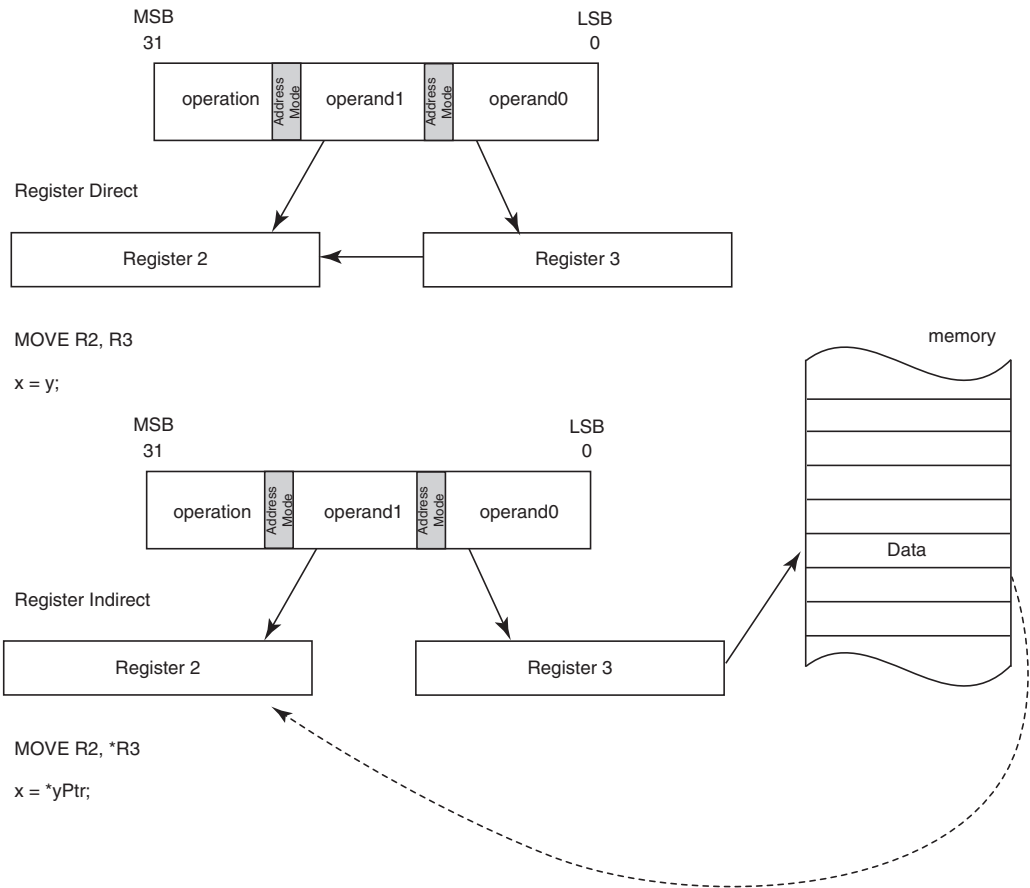 MSB LSB
31 0
operation Address Mode operand1 Address Mode operand0
Register Direct
Register 2 Register 3
MOVE R2, R3
x = y;
memory
MSB LSB
31 0
operation Address Mode operand1 Address Mode operand0
Data
Register Indirect
Register 2 Register 3
MOVE R2, *R3
x = *yPtr;